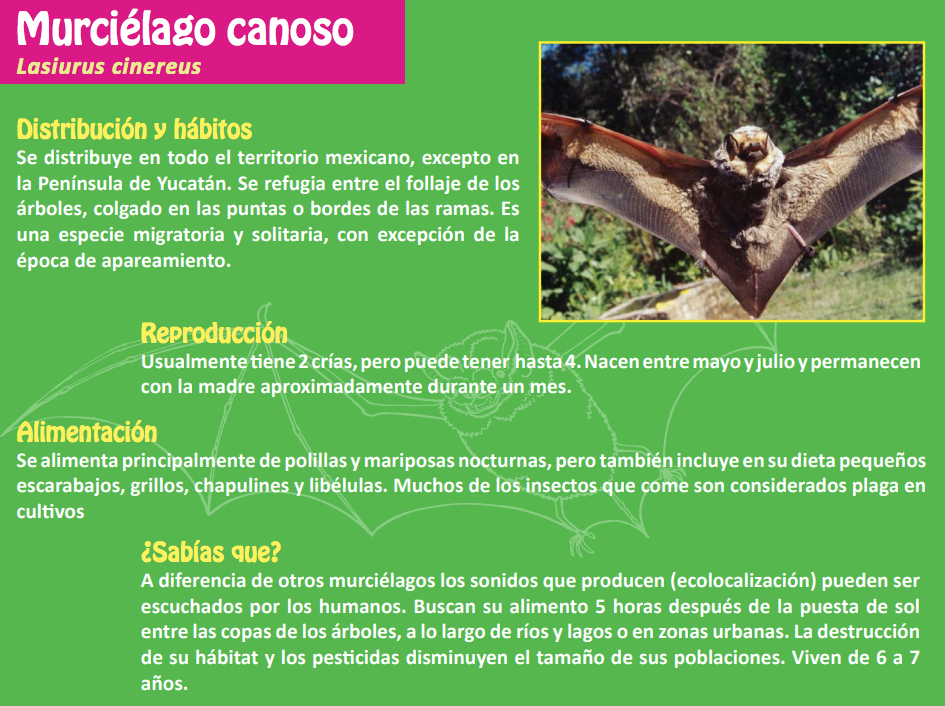 Murciélago canoso
Lasiurus cinereus
Distribución y hábitos
Se distribuye en todo el territorio mexicano, excepto en
la Península de Yucatán. Se refugia entre el follaje de los
árboles, colgado en las puntas o bordes de las ramas. Es
una especie migratoria y solitaria, con excepción de la
época de apareamiento.
Reproducción
Usualmente tiene 2 crías, pero puede tener hasta 4. Nacen entre mayo y julio y permanecen
con la madre aproximadamente durante un mes.
Alimentación
Se alimenta principalmente de polillas y mariposas nocturnas, pero también incluye en su dieta pequeños
escarabajos, grillos, chapulines y libélulas. Muchos de los insectos que come son considerados plaga en
cultivos
¿Sabías que?
A diferencia de otros murciélagos los sonidos que producen (ecolocalización) pueden ser
escuchados por los humanos. Buscan su alimento 5 horas después de la puesta de sol
entre las copas de los árboles, a lo largo de ríos y lagos o en zonas urbanas. La destrucción
de su hábitat y los pesticidas disminuyen el tamaño de sus poblaciones. Viven de 6 a 7
años.